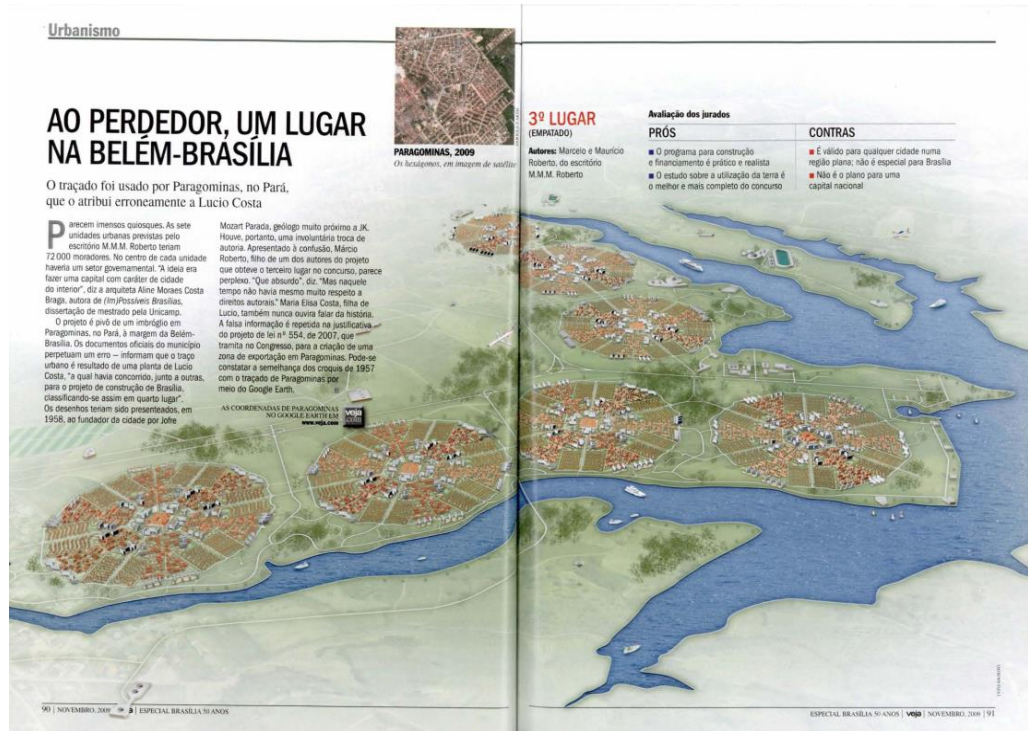 Urbanismo
AO PERDEDOR, UM LUGAR
NA BELÉM-BRASÍLIA
O traçado foi usado por Paragominas, no Pará,
que o atribui erroneamente a Lucio Costa
Parecem imensos quiosques. As sete
unidades urbanas previstas pelo
escritório M.M.M. Roberto teriam
72 000 moradores. No centro de cada unidade
haveria um setor governamental. "A ideia era
fazer uma capital com caráter de cidade
do interior", diz a arquiteta Aline Moraes Costa
Braga, autora de (Im)Possíveis Brasílias,
dissertação de mestrado pela Unicamp.
O projeto é pivô de um imbróglio em
Paragominas, no Pará, à margem da Belém-
Brasília. Os documentos oficiais do município
perpetuam um erro — informam que o traço
urbano é resultado de uma planta de Lucio
Costa, "a qual havia concorrido, junto a outras,
para o projeto de construção de Brasília,
classificando-se assim em quarto lugar".
Os desenhos teriam sido presenteados, em
1958, ao fundador da cidade por Jofre
Mozart Parada, geólogo muito próximo a JK.
Houve, portanto, uma involuntária troca de
autoria. Apresentado à confusão, Márcio
Roberto, filho de um dos autores do projeto
que obteve o terceiro lugar no concurso, parece
perplexo. "Que absurdo", diz. "Mas naquele
tempo não havia mesmo muito respeito a
direitos autorais." Maria Elisa Costa, filha de
Lucio, também nunca ouvira falar da história.
A falsa informação é repetida na justificativa
do projeto de lei nº 554, de 2007, que
tramita no Congresso, para a criação de uma
zona de exportação em Paragominas. Pode-se
constatar a semelhança dos croquis de 1957
com o traçado de Paragominas por
meio do Google Earth.
AS COORDENADAS DE PARAGOMINAS
NO GOOGLE EARTH EM
www.veja.com
veja
.com
PARAGOMINAS, 2009
Os hexágonos, em imagem de satélite
3º LUGAR
(EMPATADO)
Autores: Marcelo e Maurício
Roberto, do escritório
M.M.M. Roberto
Avaliação dos jurados
PRÓS
O programa para construção
e financiamento é prático e realista
O estudo sobre a utilização da terra é
o melhor e mais completo do concurso
CONTRAS
É válido para qualquer cidade numa
região plana; não é especial para Brasília
Não é o plano para uma
capital nacional
90 | NOVEMBRO, 2009
| ESPECIAL BRASÍLIA 50 ANOS
ESPECIAL BRASÍLIA 50 ANOS | veja | NOVEMBRO, 2009 | 91